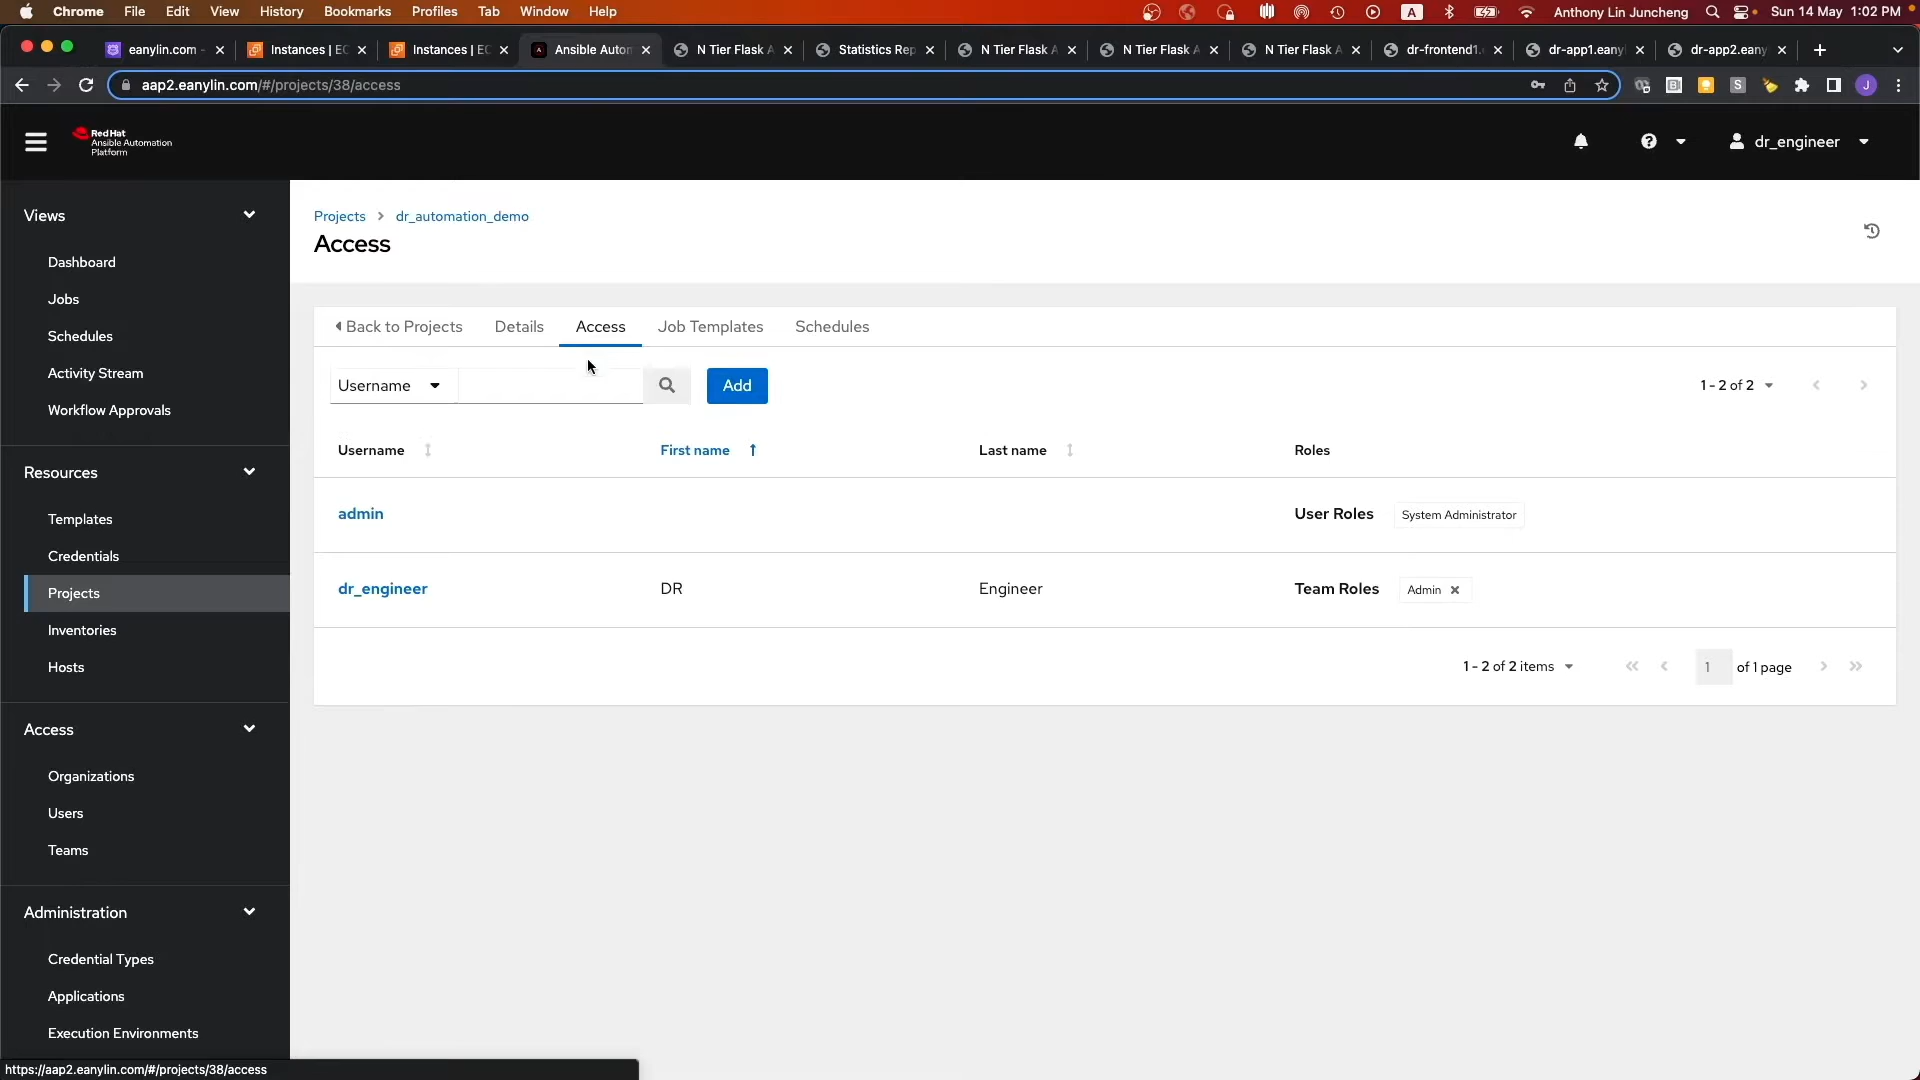 Chrome File Edit View History Bookmarks Profiles Tab Window Help A Anthony Lin Juncheng Sun 14 May 1:02 PM
eanylin.com - Instances | EC Instances | EC Ansible Autom N Tier Flask A Statistics Rep N Tier Flask A N Tier Flask A N Tier Flask A dr-frontend1. dr-app1.eany dr-app2.eany
aap2.eanylin.com/#/projects/38/access S J
Red Hat
Ansible Automation
Platform
dr_engineer
Views
Dashboard
Jobs
Schedules
Activity Stream
Workflow Approvals
Resources
Templates
Credentials
Projects
Inventories
Hosts
Access
Organizations
Users
Teams
Administration
Credential Types
Applications
Execution Environments
Projects > dr_automation_demo
Access
Back to Projects Details Access Job Templates Schedules
Username Add 1 - 2 of 2
Username First name Last name Roles
admin User Roles System Administrator
dr_engineer DR Engineer Team Roles Admin
1 - 2 of 2 items 1 of 1 page
https://aap2.eanylin.com/#/projects/38/access